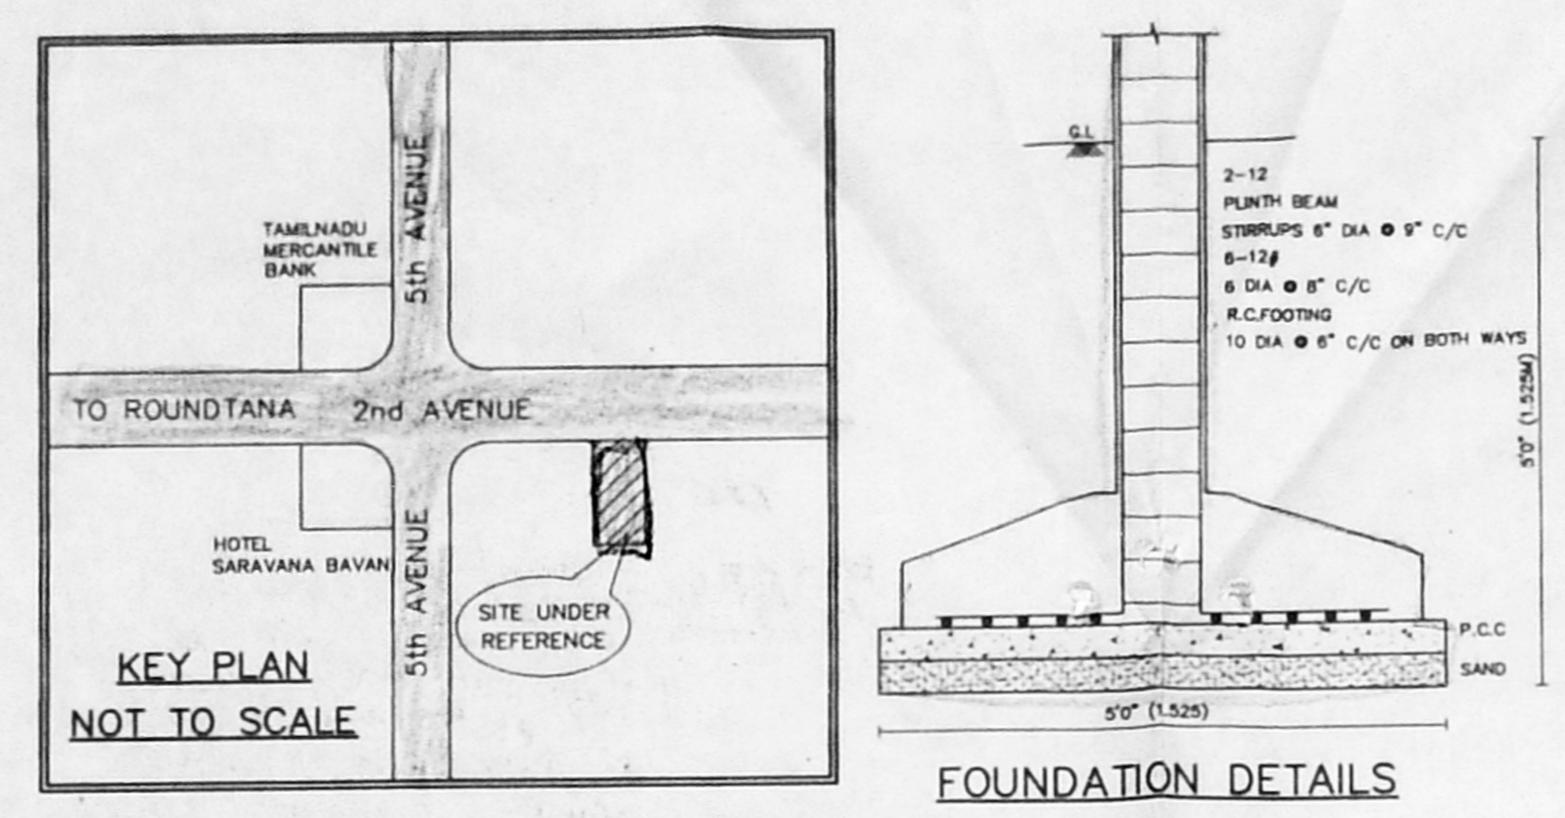 5th AVENUE
TAMILNADU
MERCANTILE
BANK
TO ROUNDTANA 2nd AVENUE
HOTEL
SARAVANA BAVAN
5th AVENUE
SITE UNDER
REFERENCE
KEY PLAN
NOT TO SCALE
G.L
2-12
PLINTH BEAM
STIRRUPS 6" DIA @ 9" C/C
6-12ø
6 DIA @ 8" C/C
R.C.FOOTING
10 DIA @ 6" C/C ON BOTH WAYS
5'0" (1.525M)
P.C.C
SAND
5'0" (1.525)
FOUNDATION DETAILS